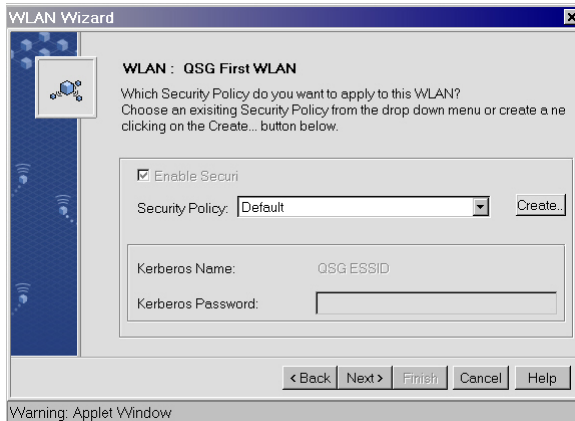 WLAN Wizard
WLAN : QSG First WLAN
Which Security Policy do you want to apply to this WLAN?
Choose an exisiting Security Policy from the drop down menu or create a ne
clicking on the Create... button below.
Enable Securi
Security Policy: Default Create..
Kerberos Name: QSG ESSID
Kerberos Password:
< Back Next > Finish Cancel Help
Warning: Applet Window